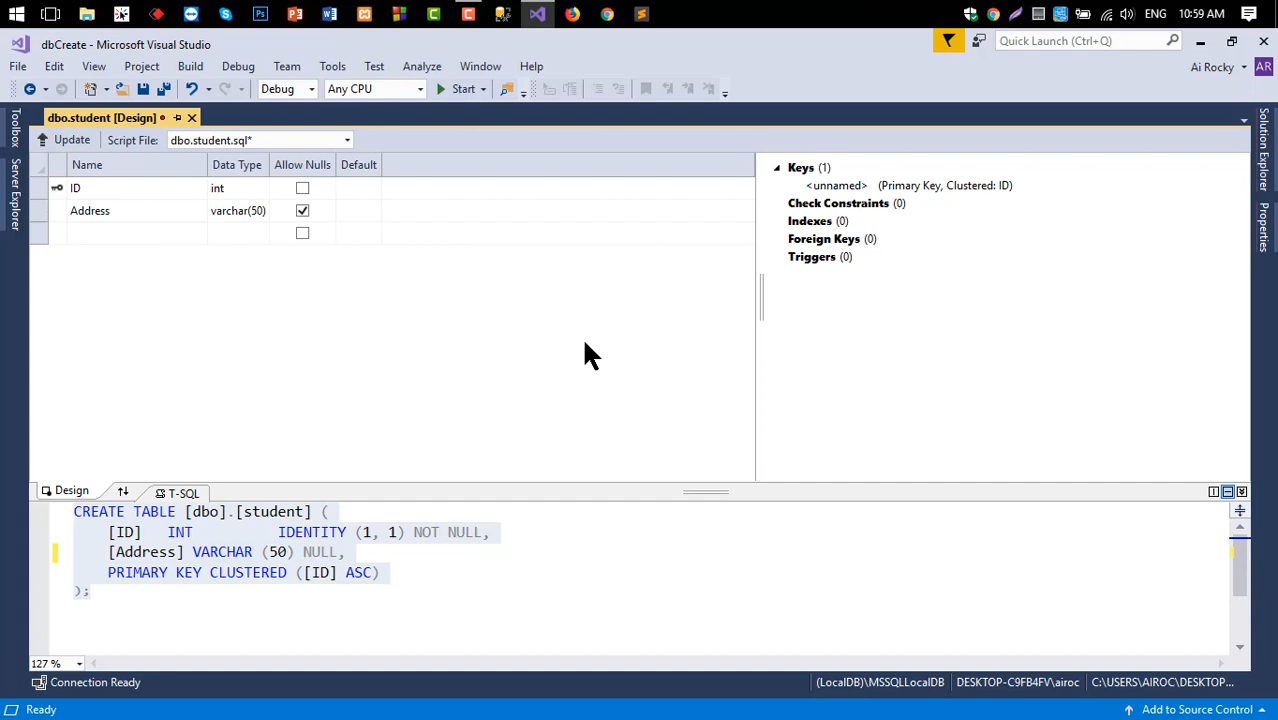 ENG 10:59 AM
dbCreate - Microsoft Visual Studio
Quick Launch (Ctrl+Q)
File Edit View Project Build Debug Team Tools Test Analyze Window Help
Ai Rocky AR
Debug Any CPU Start
dbo.student [Design]
Update Script File: dbo.student.sql*
Toolbox
Server Explorer
Solution Explorer
Properties
Name Data Type Allow Nulls Default
ID int
Address varchar(50)
Keys (1)
<unnamed> (Primary Key, Clustered: ID)
Check Constraints (0)
Indexes (0)
Foreign Keys (0)
Triggers (0)
Design T-SQL
CREATE TABLE [dbo].[student] (
[ID] INT IDENTITY (1, 1) NOT NULL,
[Address] VARCHAR (50) NULL,
PRIMARY KEY CLUSTERED ([ID] ASC)
);
127 %
Connection Ready (LocalDB)\MSSQLLocalDB DESKTOP-C9FB4FV\airoc C:\USERS\AIROC\DESKTOP...
Ready Add to Source Control